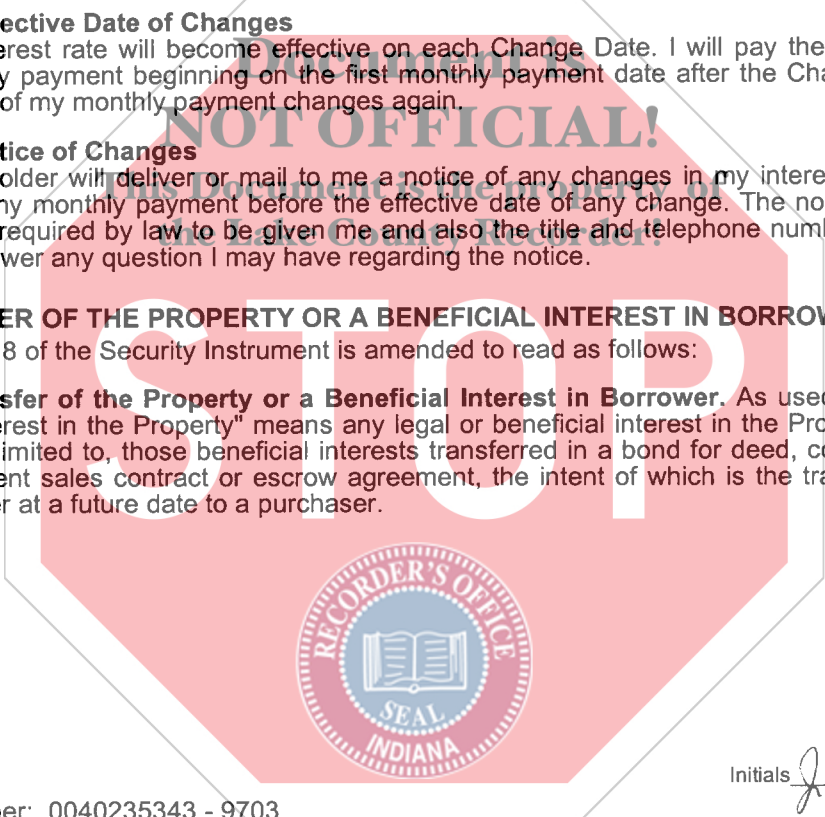 ective Date of Changes
erest rate will become effective on each Change Date. I will pay the
y payment beginning on the first monthly payment date after the Cha
of my monthly payment changes again.
Document is
NOT OFFICIAL!
tice of Changes
older will deliver or mail to me a notice of any changes in my intere
ny monthly payment before the effective date of any change. The no
required by law to be given me and also the title and telephone num
wer any question I may have regarding the notice.
This Document is the property of
the Lake County Recorder!
ER OF THE PROPERTY OR A BENEFICIAL INTEREST IN BORROW
8 of the Security Instrument is amended to read as follows:
STOP
sfer of the Property or a Beneficial Interest in Borrower. As used
erest in the Property" means any legal or beneficial interest in the Pro
imited to, those beneficial interests transferred in a bond for deed, co
ent sales contract or escrow agreement, the intent of which is the tra
r at a future date to a purchaser.
RECORDER'S OFFICE
SEAL
INDIANA
Initials
er: 0040235343 - 9703